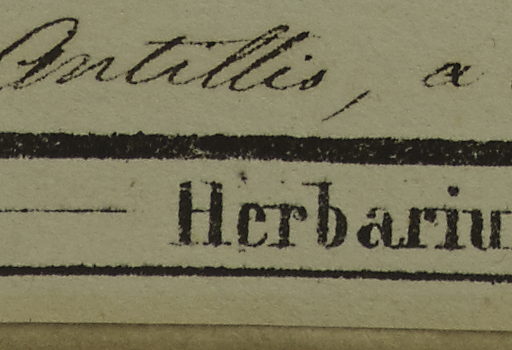 Antillis, a
Herbariu